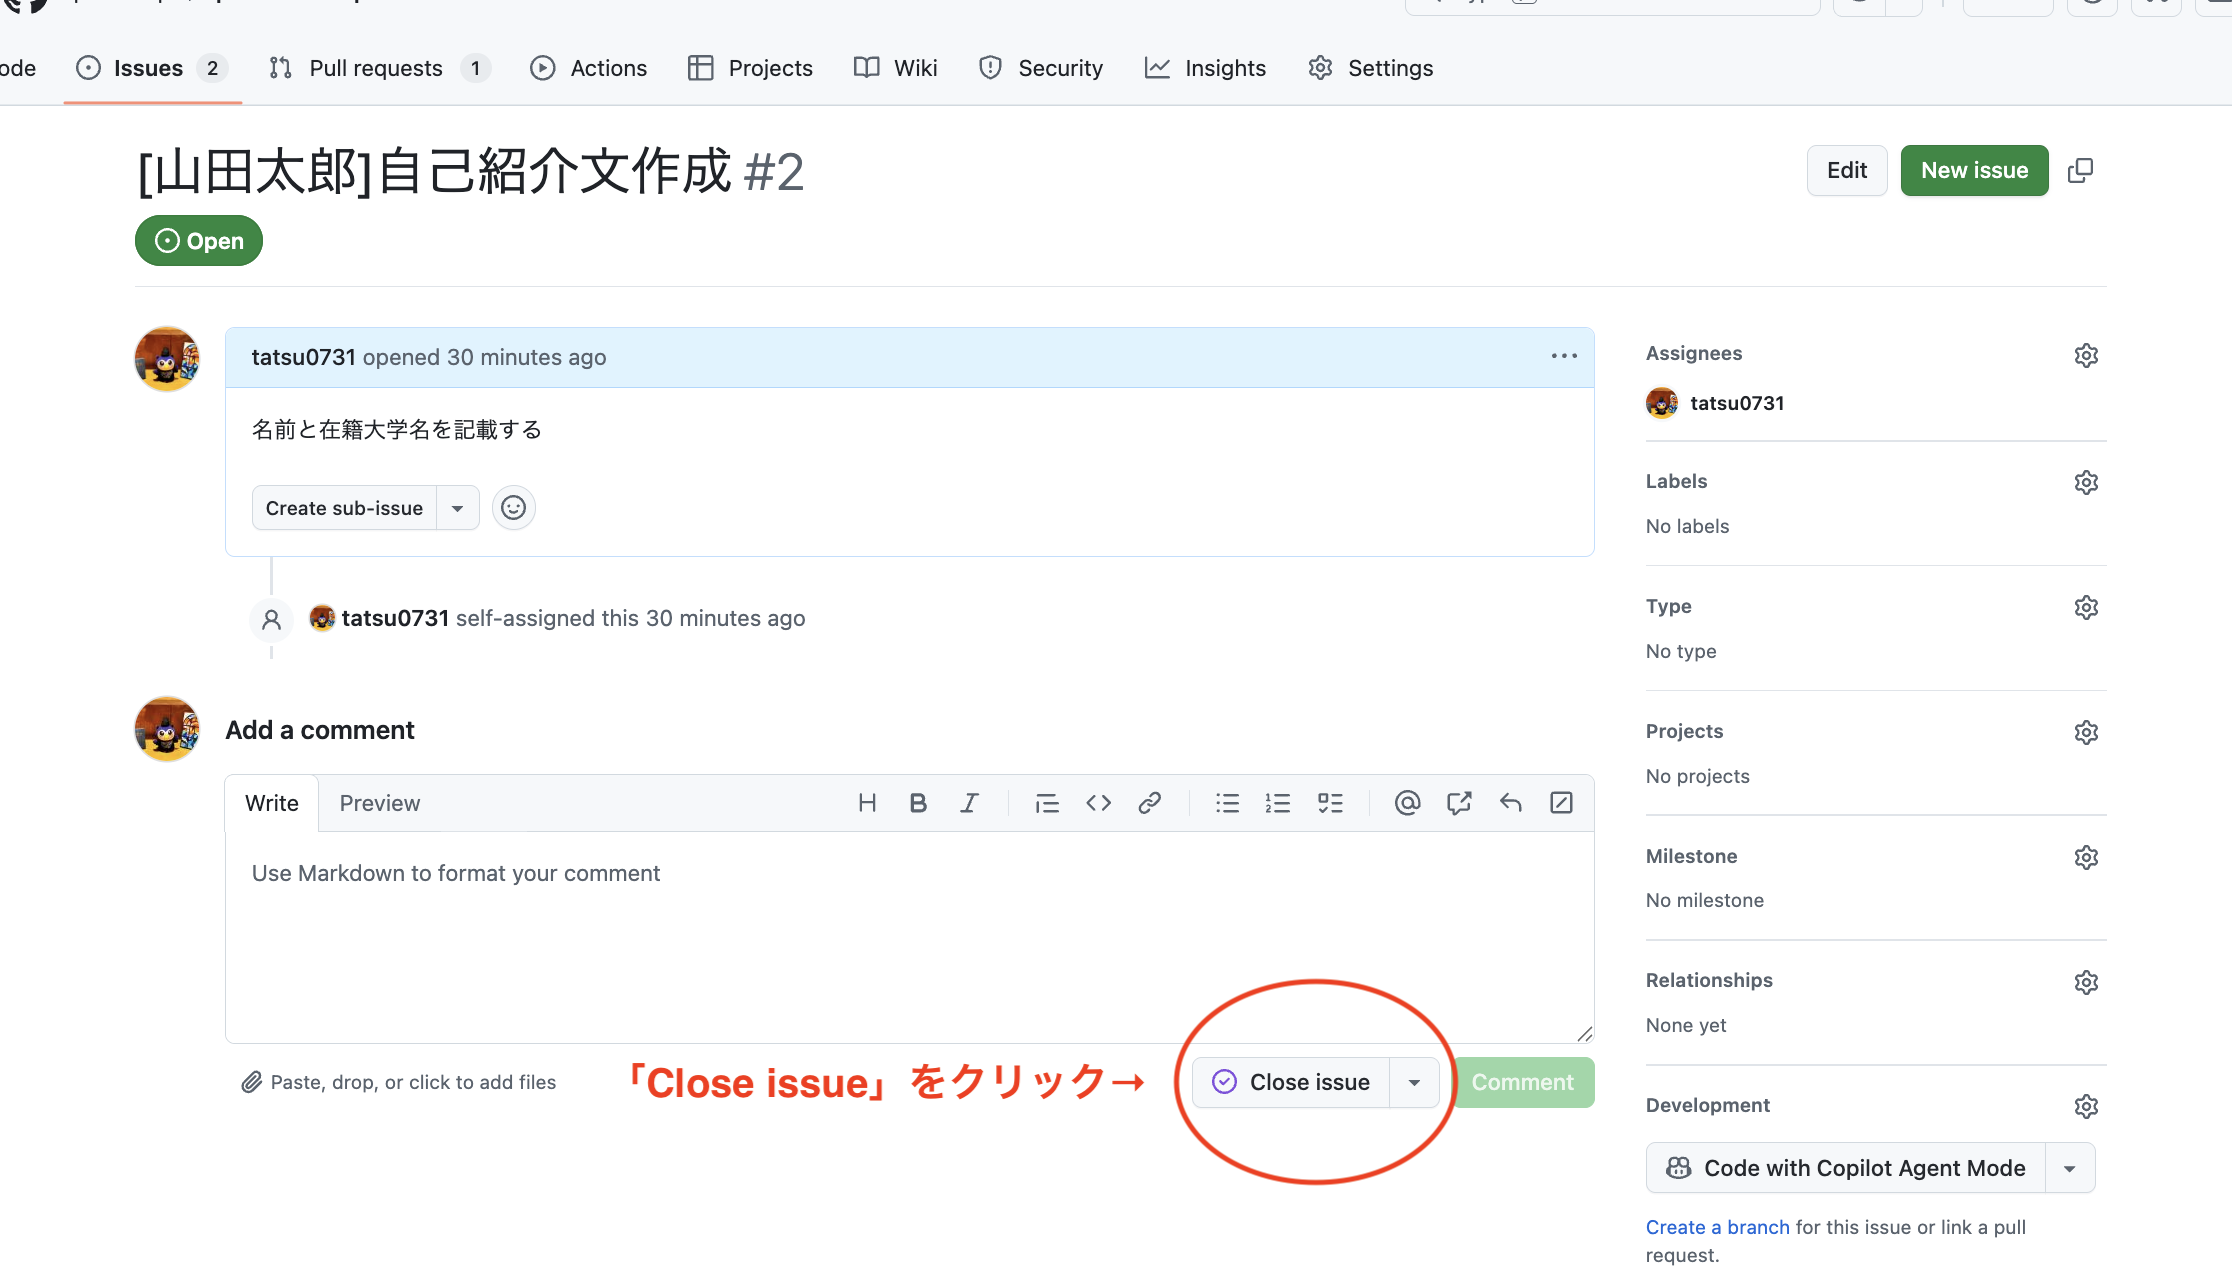 ode Issues 2 Pull requests 1 Actions Projects Wiki Security Insights Settings
[山田太郎]自己紹介文作成 #2
Edit New issue
Open
tatsu0731 opened 30 minutes ago
名前と在籍大学名を記載する
Create sub-issue
tatsu0731 self-assigned this 30 minutes ago
Add a comment
Write Preview
Use Markdown to format your comment
Paste, drop, or click to add files
「Close issue」をクリック→
Close issue
Comment
Assignees
tatsu0731
Labels
No labels
Type
No type
Projects
No projects
Milestone
No milestone
Relationships
None yet
Development
Code with Copilot Agent Mode
Create a branch for this issue or link a pull
request.